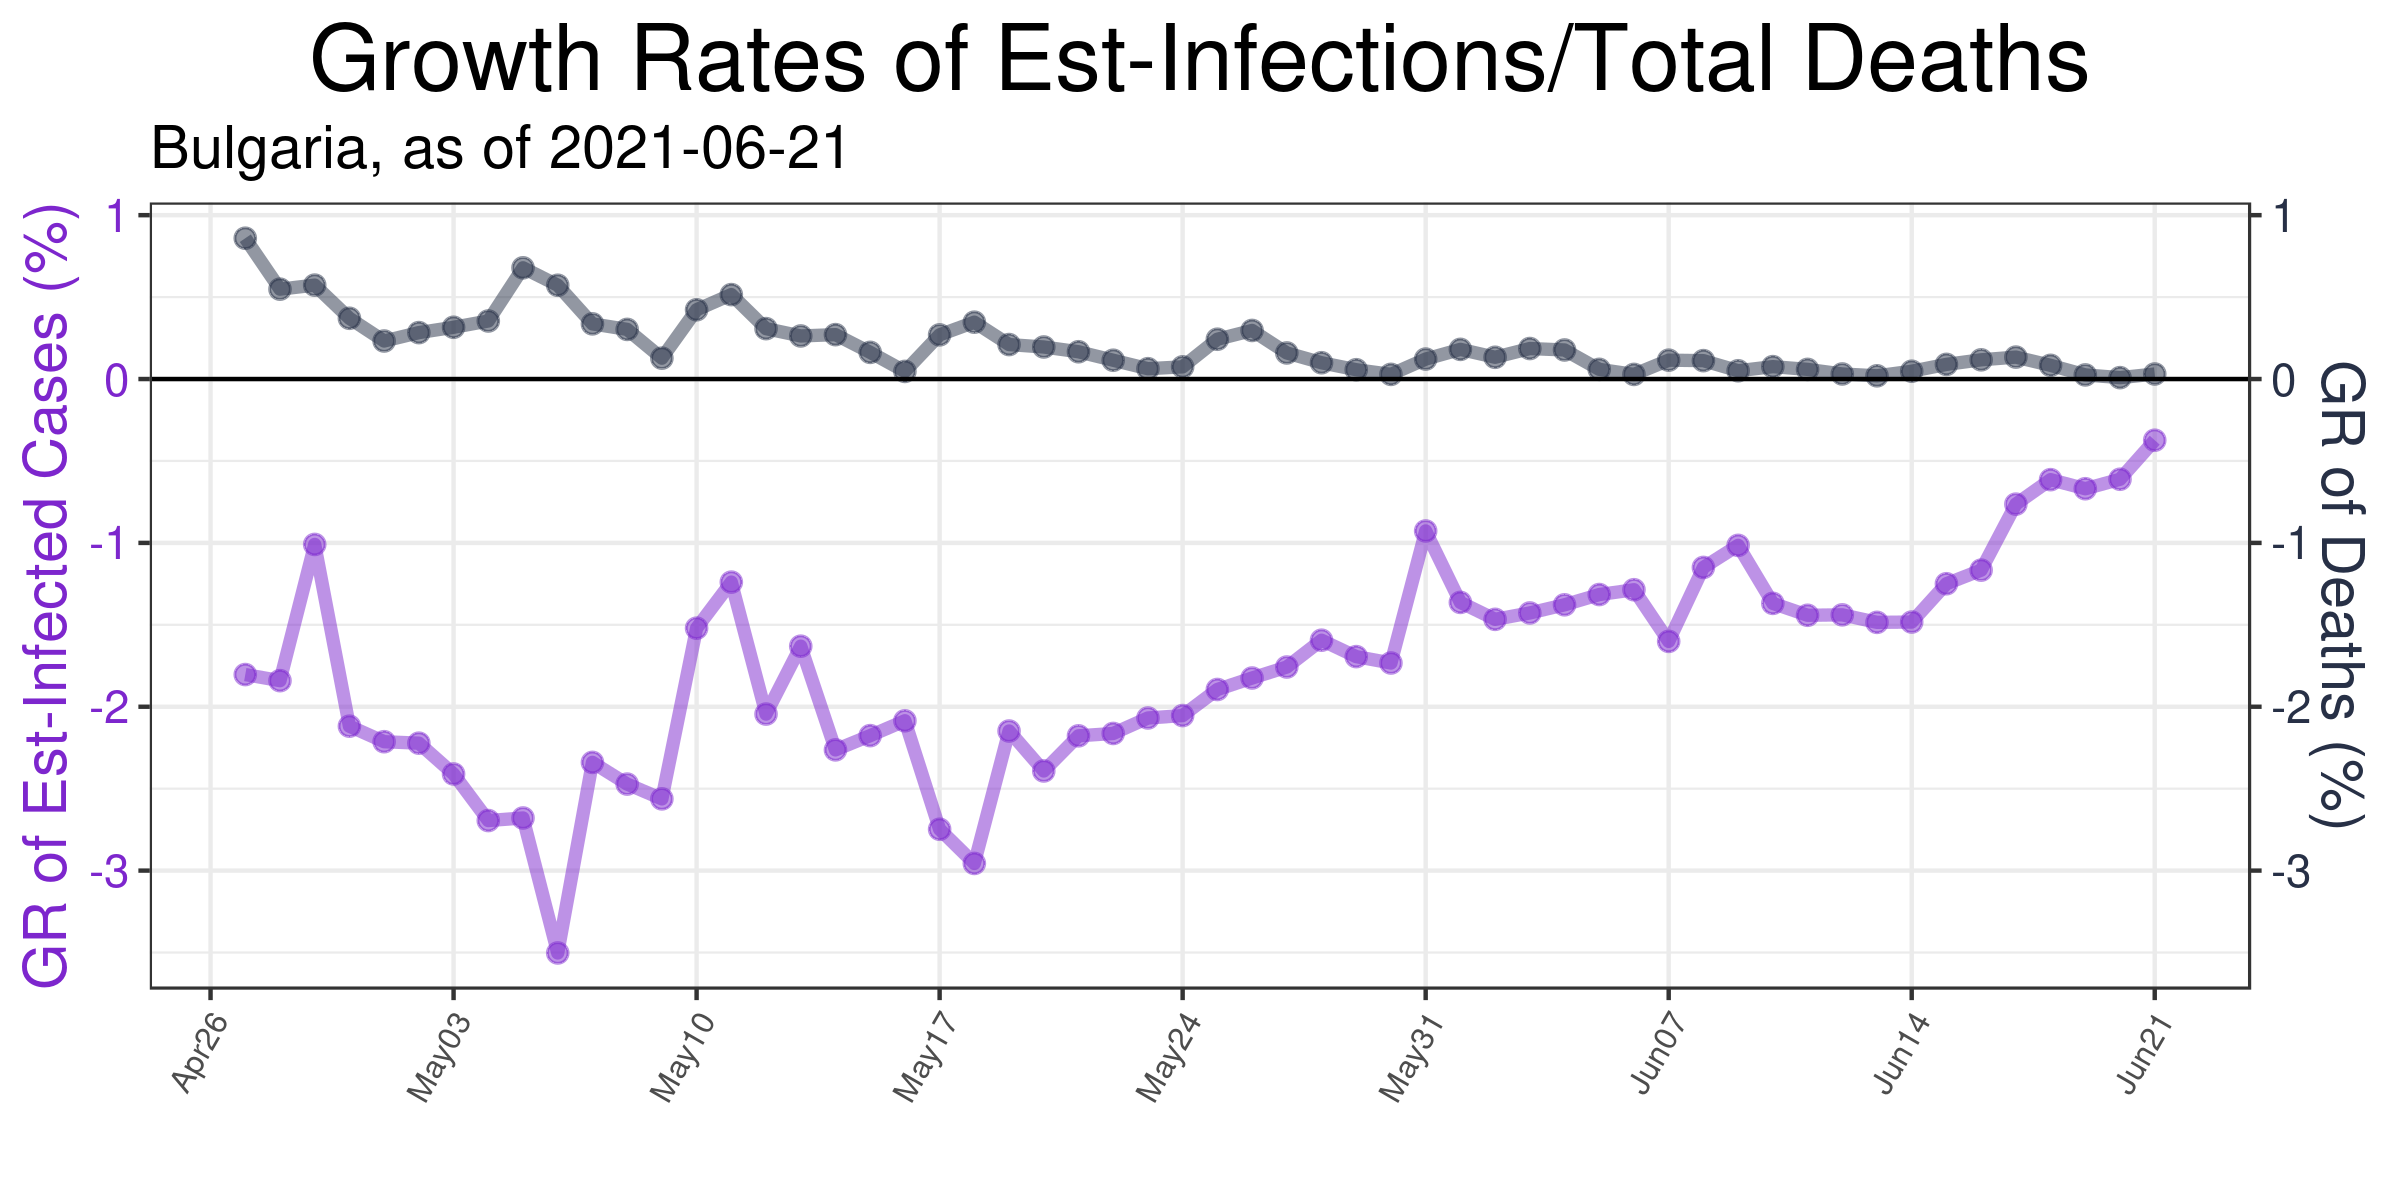 Growth Rates of Est-Infections/Total Deaths
Bulgaria, as of 2021-06-21
GR of Est-Infected Cases (%)
1
0
-1
-2
-3
1
0
-1
-2
-3
GR of Deaths (%)
Apr26
May03
May10
May17
May24
May31
Jun07
Jun14
Jun21